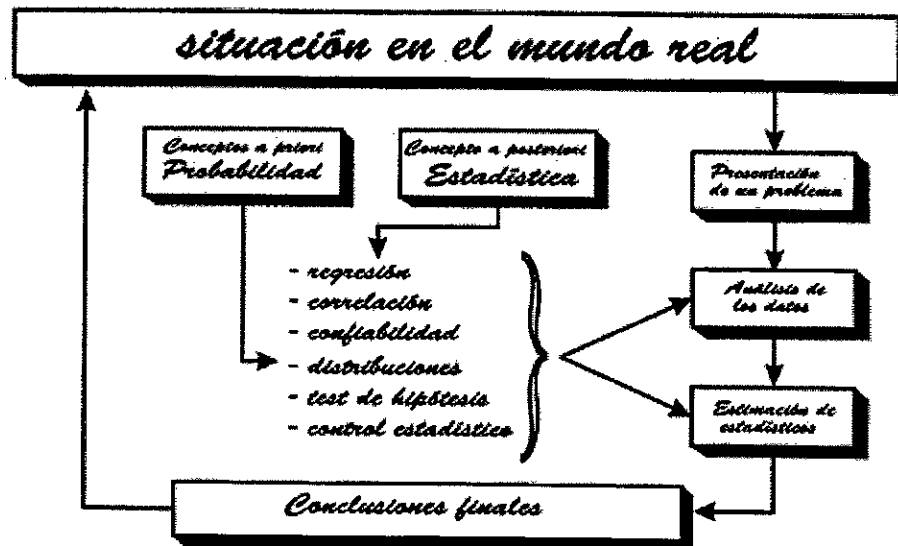 situación en el mundo real
Conceptos a priori
Probabilidad
Concepto a posteriori
Estadística
Presentación
de un problema
- regresión
- correlación
- confiabilidad
- distribuciones
- test de hipótesis
- control estadístico
Análisis de
los datos
Estimación de
estadísticos
Conclusiones finales